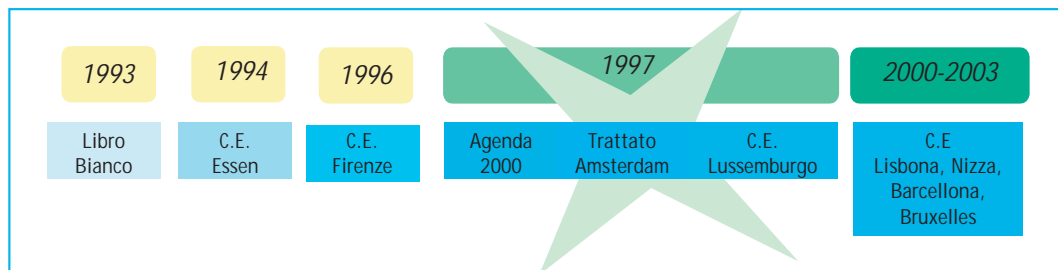 1993
1994
1996
1997
2000-2003
Libro
Bianco
C.E.
Essen
C.E.
Firenze
Agenda
2000
Trattato
Amsterdam
C.E.
Lussemburgo
C.E
Lisbona, Nizza,
Barcellona,
Bruxelles